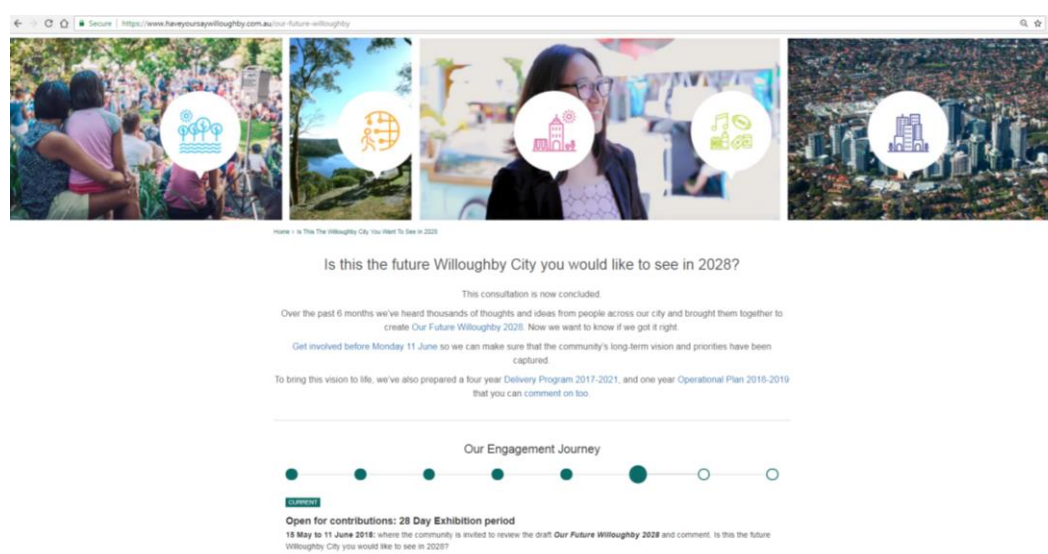 Secure | https://www.haveyoursaywilloughby.com.au/our-future-willoughby
Home > Is This The Willoughby City You Want To See In 2028
Is this the future Willoughby City you would like to see in 2028?
This consultation is now concluded.
Over the past 6 months we've heard thousands of thoughts and ideas from people across our city and brought them together to
create Our Future Willoughby 2028. Now we want to know if we got it right.
Get involved before Monday 11 June so we can make sure that the community's long-term vision and priorities have been
captured.
To bring this vision to life, we've also prepared a four year Delivery Program 2017-2021, and one year Operational Plan 2018-2019
that you can comment on too.
Our Engagement Journey
CURRENT
Open for contributions: 28 Day Exhibition period
15 May to 11 June 2018: where the community is invited to review the draft Our Future Willoughby 2028 and comment. Is this the future
Willoughby City you would like to see in 2028?